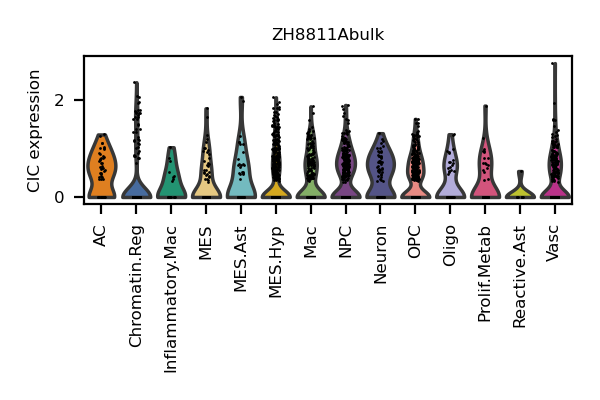 ZH8811Abulk
CIC expression
2
0
AC
Chromatin.Reg
Inflammatory.Mac
MES
MES.Ast
MES.Hyp
Mac
NPC
Neuron
OPC
Oligo
Prolif.Metab
Reactive.Ast
Vasc